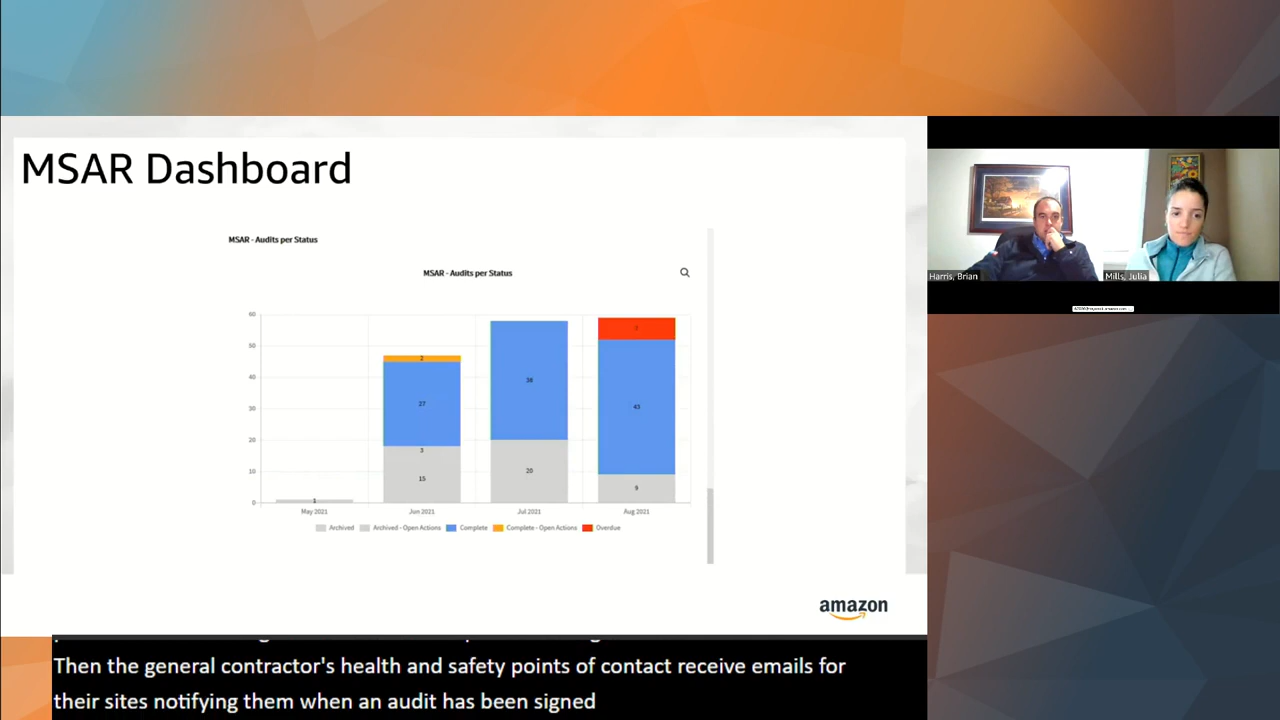 MSAR Dashboard
MSAR - Audits per Status
MSAR - Audits per Status
60
50
40
30
20
10
0
1
2
27
3
15
38
20
43
9
May 2021
Jun 2021
Jul 2021
Aug 2021
Archived
Archived - Open Actions
Complete
Complete - Open Actions
Overdue
amazon
Harris, Brian
Mills, Julia
Then the general contractor's health and safety points of contact receive emails for
their sites notifying them when an audit has been signed